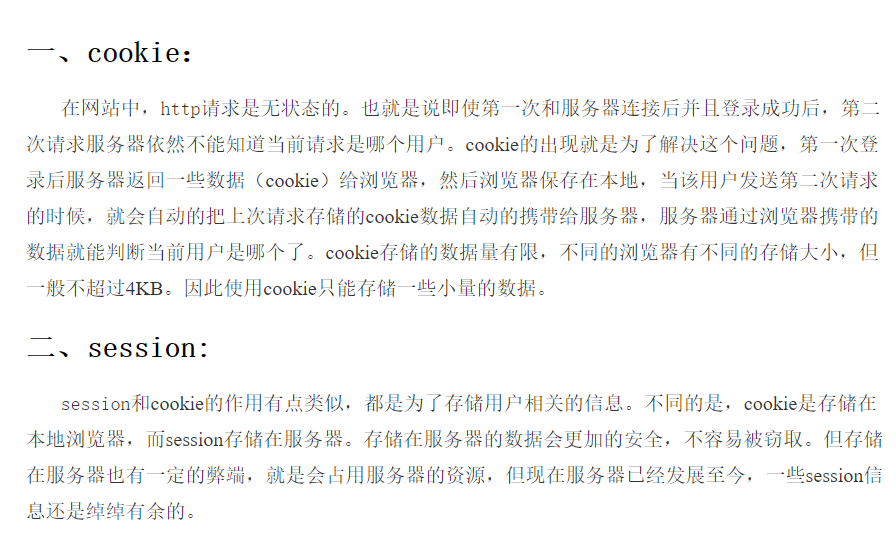 一、cookie：
在网站中，http请求是无状态的。也就是说即使第一次和服务器连接后并且登录成功后，第二
次请求服务器依然不能知道当前请求是哪个用户。cookie的出现就是为了解决这个问题，第一次登
录后服务器返回一些数据（cookie）给浏览器，然后浏览器保存在本地，当该用户发送第二次请求
的时候，就会自动的把上次请求存储的cookie数据自动的携带给服务器，服务器通过浏览器携带的
数据就能判断当前用户是哪个了。cookie存储的数据量有限，不同的浏览器有不同的存储大小，但
一般不超过4KB。因此使用cookie只能存储一些小量的数据。
二、session:
session和cookie的作用有点类似，都是为了存储用户相关的信息。不同的是，cookie是存储在
本地浏览器，而session存储在服务器。存储在服务器的数据会更加的安全，不容易被窃取。但存储
在服务器也有一定的弊端，就是会占用服务器的资源，但现在服务器已经发展至今，一些session信
息还是绰绰有余的。